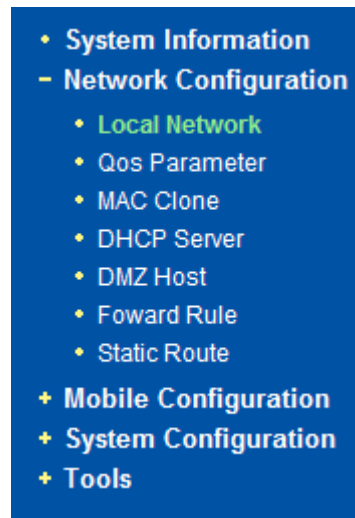 System Information
Network Configuration
Local Network
Qos Parameter
MAC Clone
DHCP Server
DMZ Host
Foward Rule
Static Route
Mobile Configuration
System Configuration
Tools